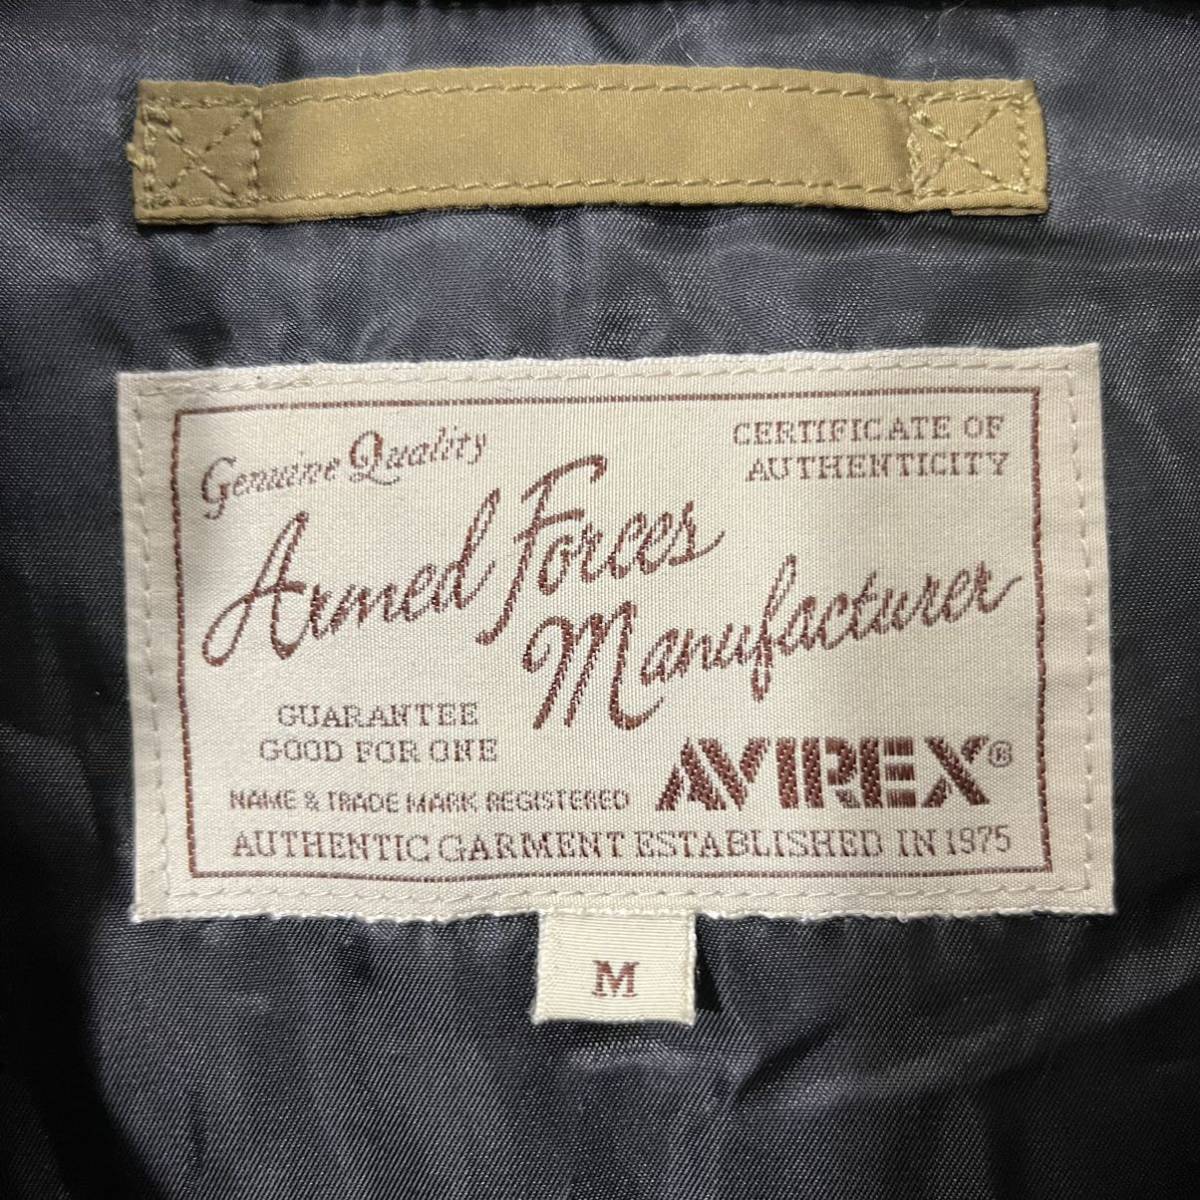 Genuine Quality
CERTIFICATE OF
AUTHENTICITY
Armed Forces
Manufacturer
GUARANTEE
GOOD FOR ONE
AVIREX®
NAME & TRADE MARK REGISTERED
AUTHENTIC GARMENT ESTABLISHED IN 1975
M